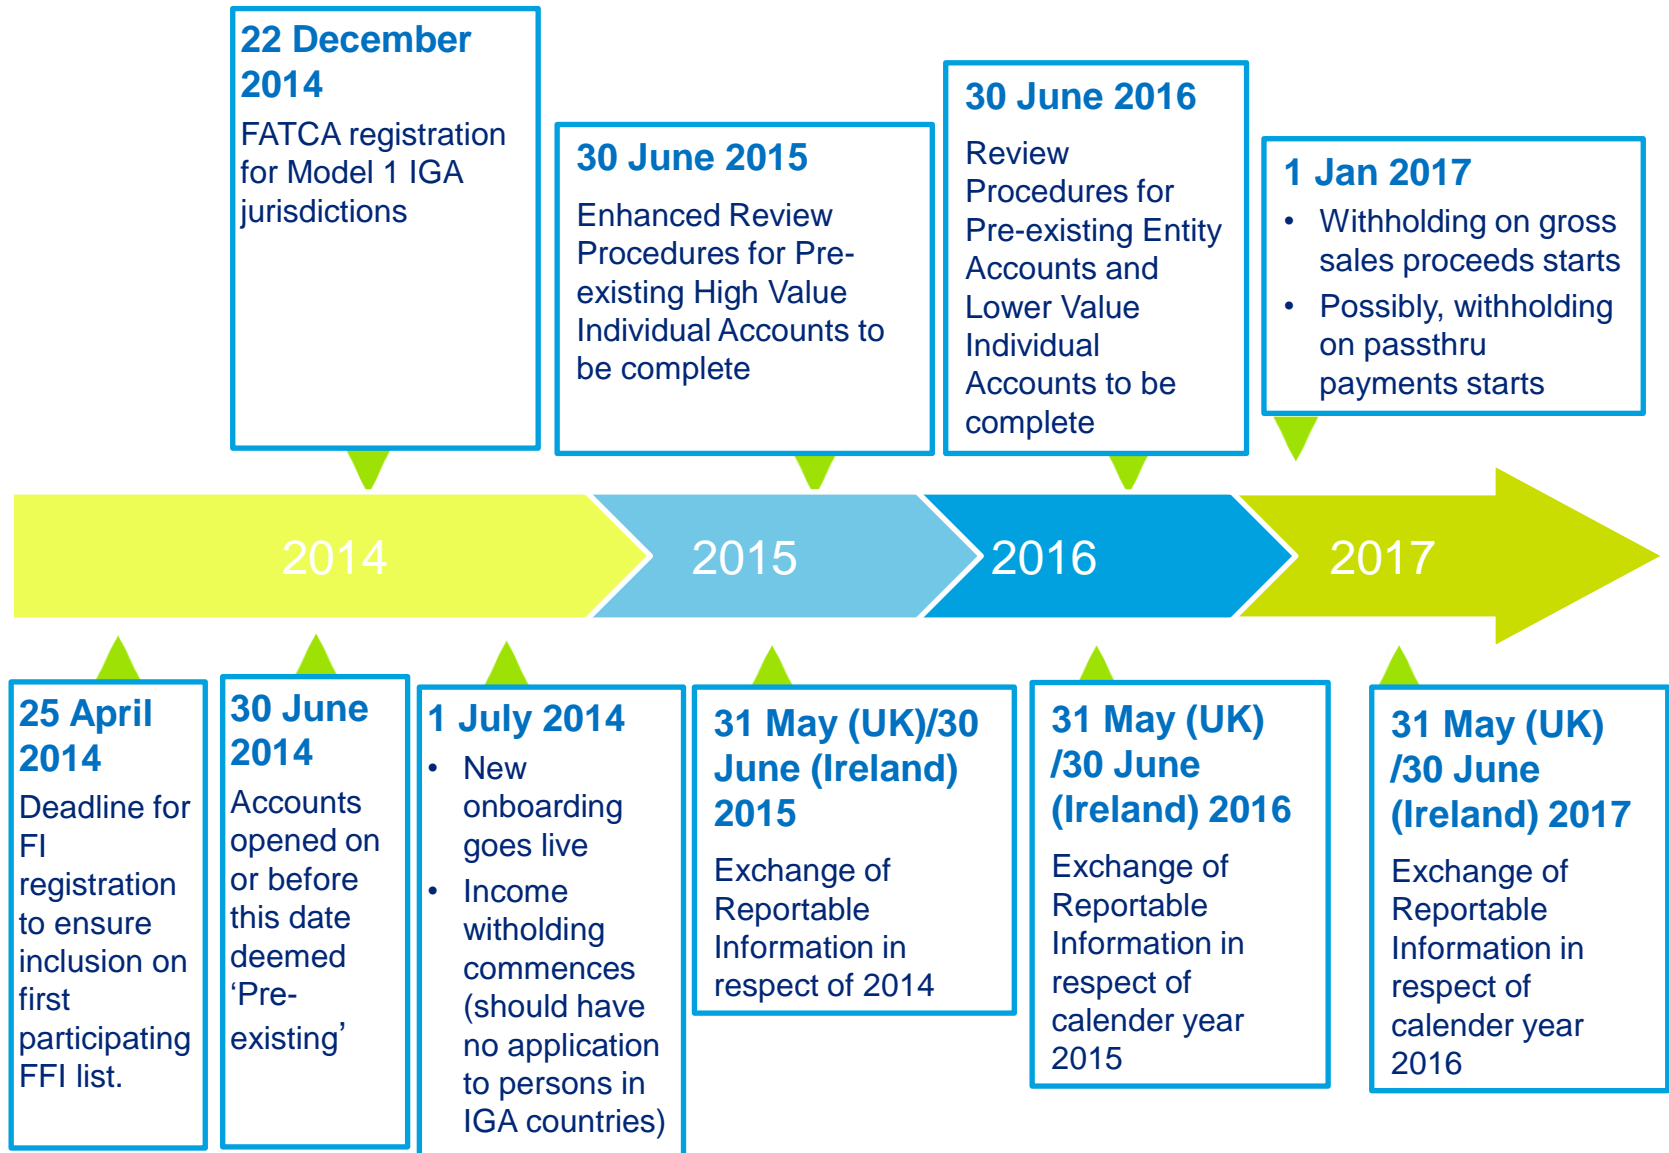 22 December
2014
FATCA registration
for Model 1 IGA
jurisdictions
30 June 2015
Enhanced Review
Procedures for Pre-
existing High Value
Individual Accounts to
be complete
30 June 2016
Review
Procedures for
Pre-existing Entity
Accounts and
Lower Value
Individual
Accounts to be
complete
1 Jan 2017
• Withholding on gross
sales proceeds starts
• Possibly, withholding
on passthru
payments starts
2014
2015
2016
2017
25 April
2014
Deadline for
FI
registration
to ensure
inclusion on
first
participating
FFI list.
30 June
2014
Accounts
opened on
or before
this date
deemed
‘Pre-
existing’
1 July 2014
• New
onboarding
goes live
• Income
witholding
commences
(should have
no application
to persons in
IGA countries)
31 May (UK)/30
June (Ireland)
2015
Exchange of
Reportable
Information in
respect of 2014
31 May (UK)
/30 June
(Ireland) 2016
Exchange of
Reportable
Information in
respect of
calender year
2015
31 May (UK)
/30 June
(Ireland) 2017
Exchange of
Reportable
Information in
respect of
calender year
2016